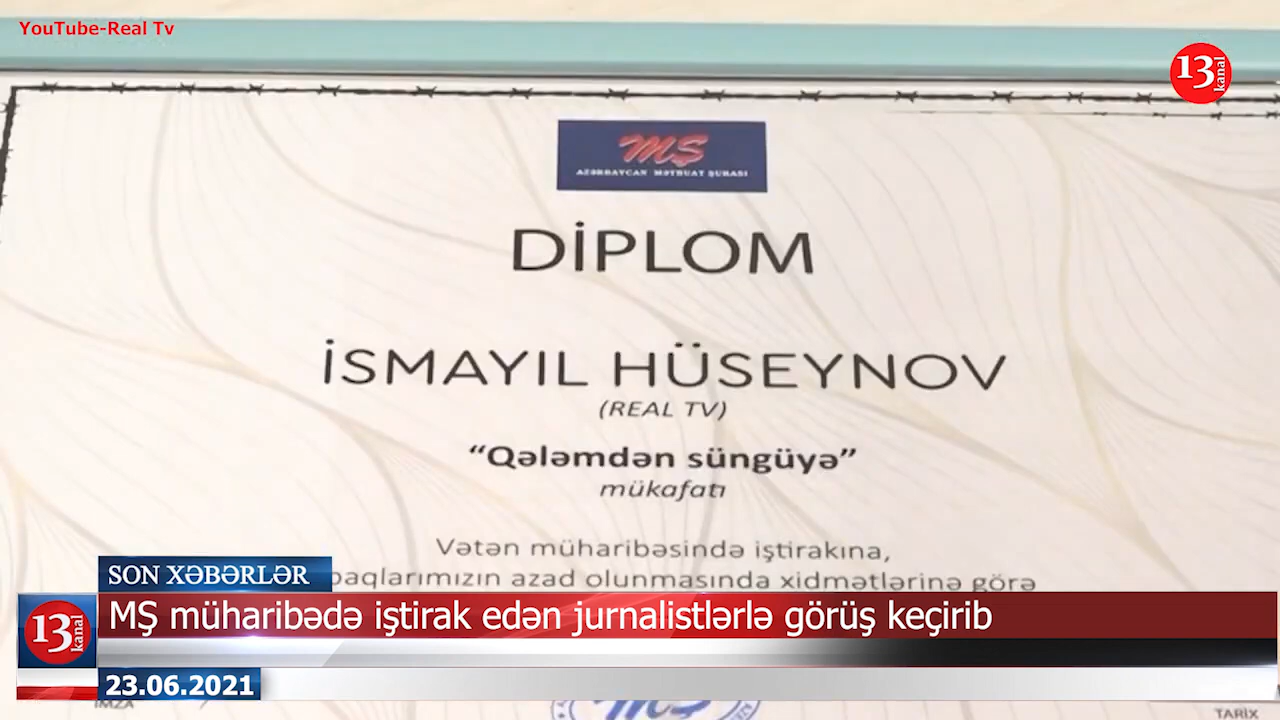 YouTube-Real Tv
13 kanal
MŞ
AZƏRBAYCAN MƏTBUAT ŞURASI
DİPLOM
İSMAYIL HÜSEYNOV
(REAL TV)
“Qələmdən süngüyə”
mükafatı
Vətən müharibəsində iştirakına,
azad olunmasında xidmətlərinə görə
SON XƏBƏRLƏR
13 kanal
MŞ müharibədə iştirak edən jurnalistlərlə görüş keçirib
23.06.2021
İMZA
MŞ
TARİX